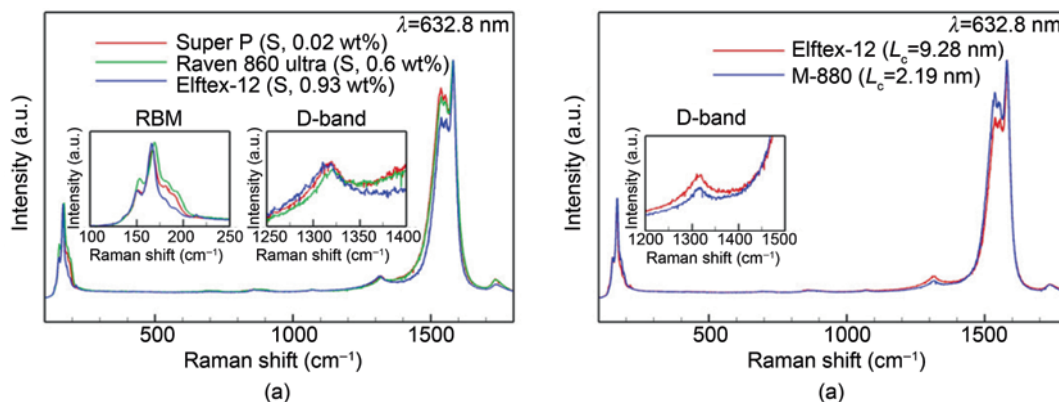 λ=632.8 nm
Super P (S, 0.02 wt%)
Raven 860 ultra (S, 0.6 wt%)
Elftex-12 (S, 0.93 wt%)
RBM
D-band
Intensity (a.u.)
Intensity (a.u.)
Intensity (a.u.)
100 150 200 250
1250 1300 1350 1400
Raman shift (cm⁻¹)
Raman shift (cm⁻¹)
500 1000 1500
Raman shift (cm⁻¹)
(a)
λ=632.8 nm
Elftex-12 (Lc=9.28 nm)
M-880 (Lc=2.19 nm)
D-band
Intensity (a.u.)
Intensity (a.u.)
1200 1300 1400 1500
Raman shift (cm⁻¹)
500 1000 1500
Raman shift (cm⁻¹)
(a)